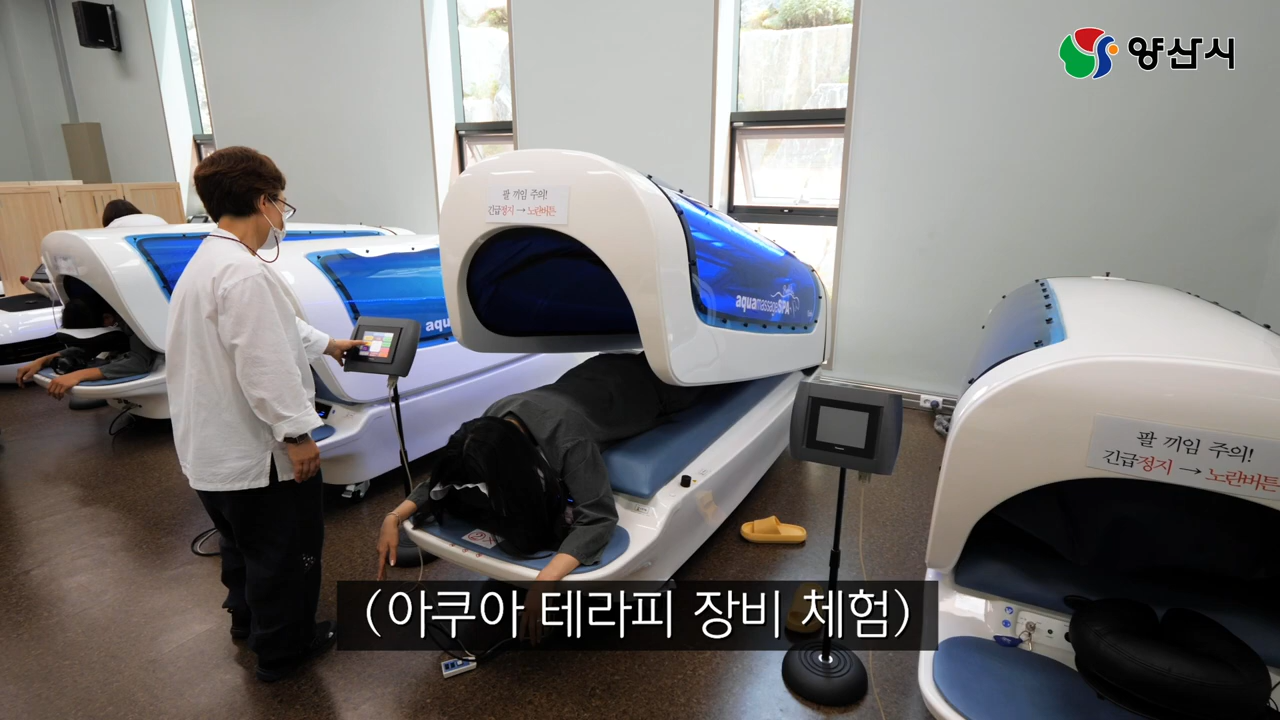 양산시
팔 끼임 주의!
긴급정지 → 노란버튼
aquamassageSPA
aqu
팔 끼임 주의!
긴급정지 → 노란버튼
(아쿠아 테라피 장비 체험)